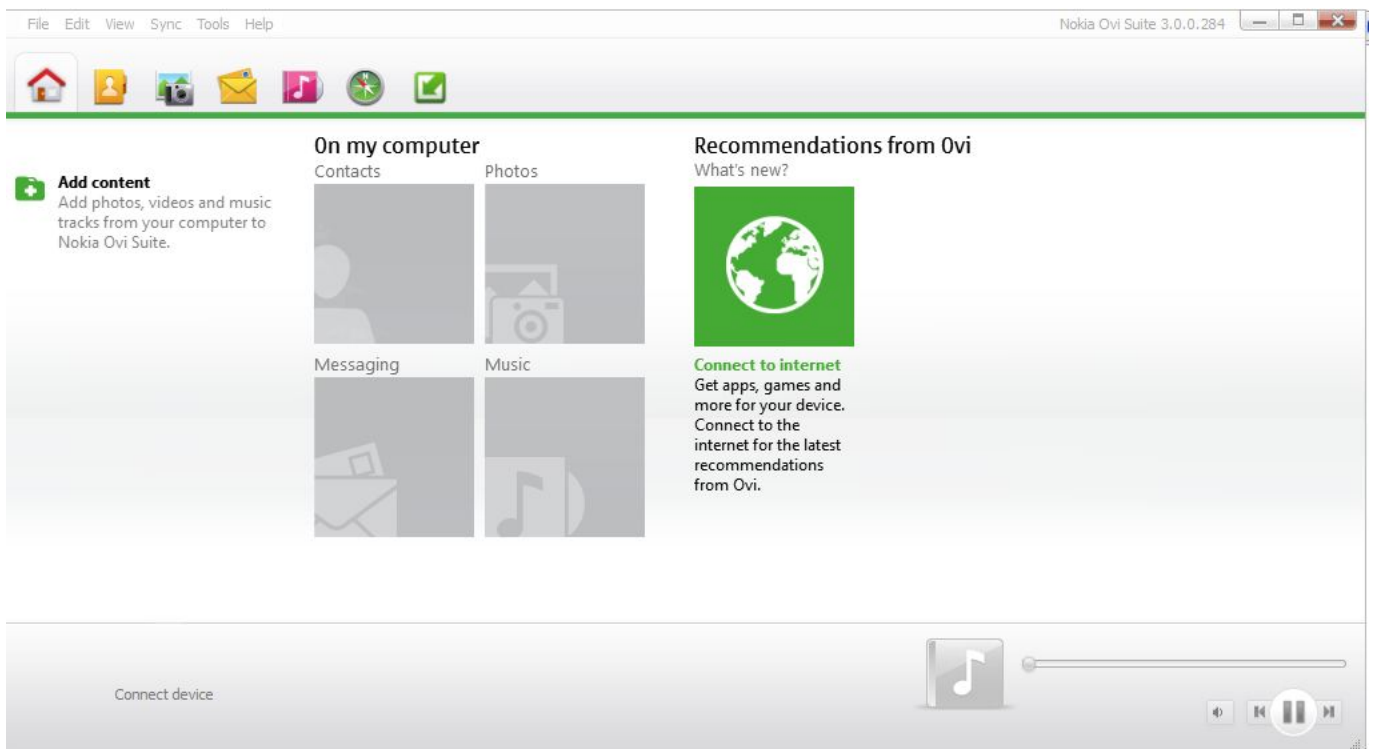 File Edit View Sync Tools Help
Nokia Ovi Suite 3.0.0.284
Add content
Add photos, videos and music
tracks from your computer to
Nokia Ovi Suite.
On my computer
Contacts
Photos
Messaging
Music
Recommendations from Ovi
What's new?
Connect to internet
Get apps, games and
more for your device.
Connect to the
internet for the latest
recommendations
from Ovi.
Connect device